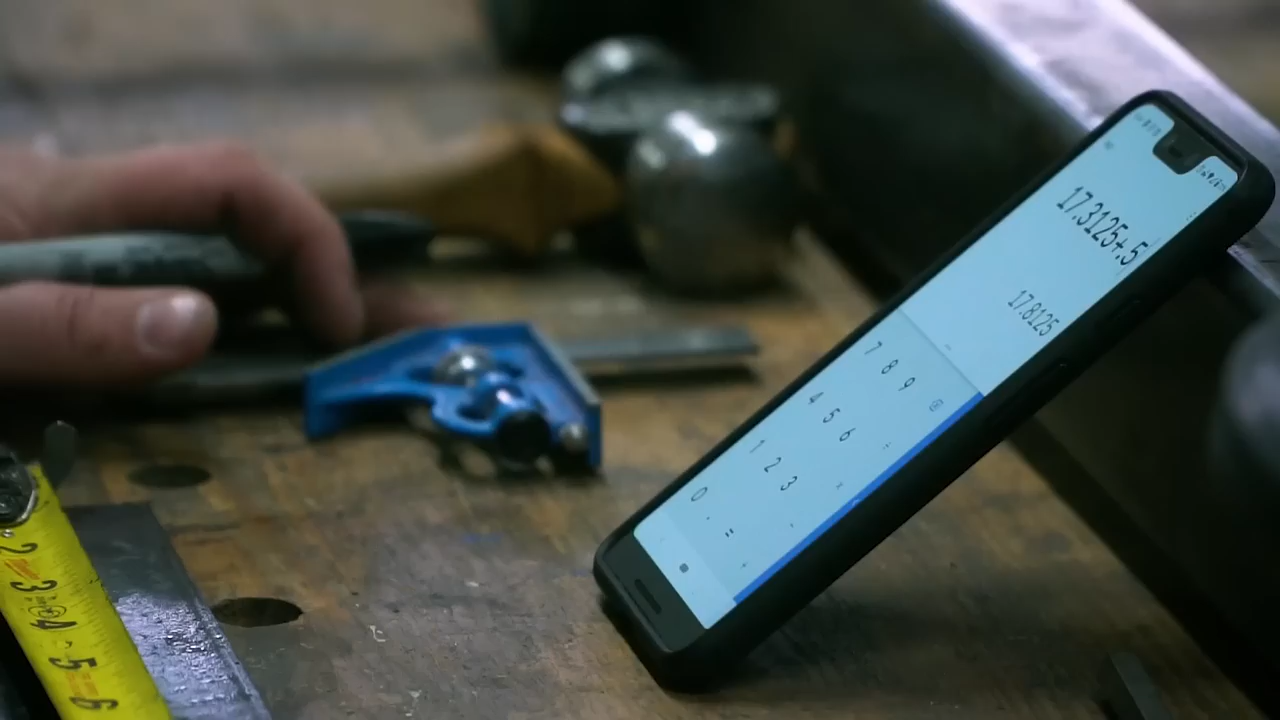 17.3125+.5
17.8125
7 8 9
4 5 6 ÷
1 2 3 ×
0 . = +
2 3 4 5 6